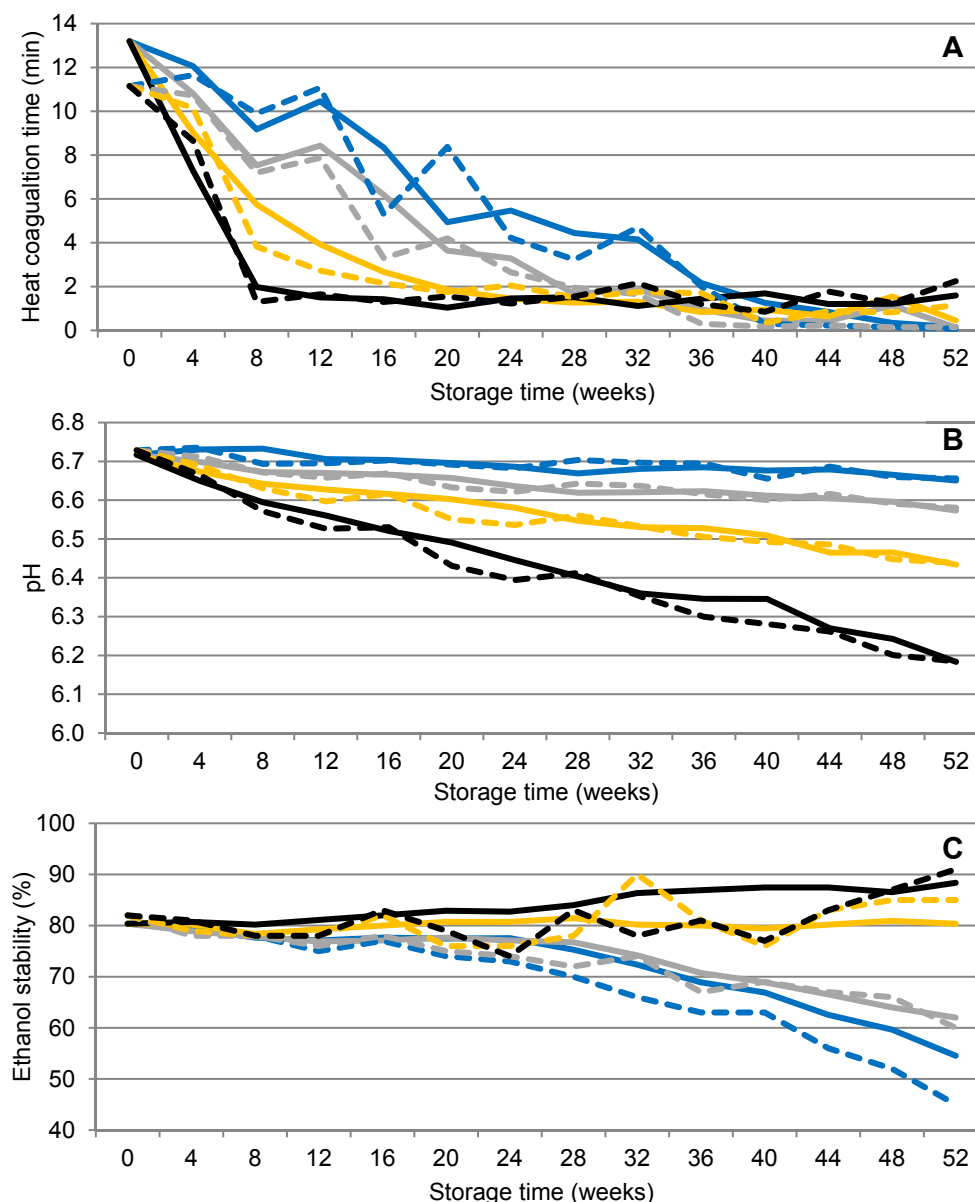 A
Heat coagualtion time (min)
14
12
10
8
6
4
2
0
0 4 8 12 16 20 24 28 32 36 40 44 48 52
Storage time (weeks)
B
pH
6.8
6.7
6.6
6.5
6.4
6.3
6.2
6.1
6.0
0 4 8 12 16 20 24 28 32 36 40 44 48 52
Storage time (weeks)
C
Ethanol stability (%)
100
90
80
70
60
50
40
0 4 8 12 16 20 24 28 32 36 40 44 48 52
Storage time (weeks)